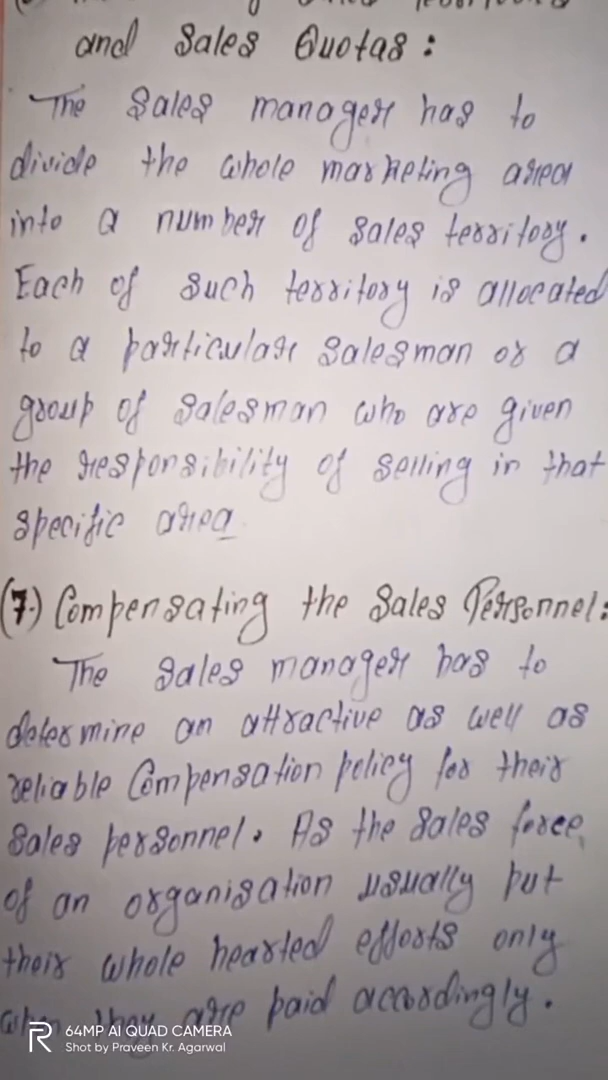 and Sales Quotas :
The Sales manager has to
divide the whole marketing area
into a number of sales territory.
Each of such territory is allocated
to a particular salesman or a
group of salesman who are given
the responsibility of selling in that
specific area
(7.) Compensating the Sales Personnel:
The sales manager has to
determine an attractive as well as
reliable Compensation policy for their
Sales personnel. As the Sales force
of an organisation usually put
their whole hearted efforts only
when they are paid accordingly.
64MP AI QUAD CAMERA
Shot by Praveen Kr. Agarwal